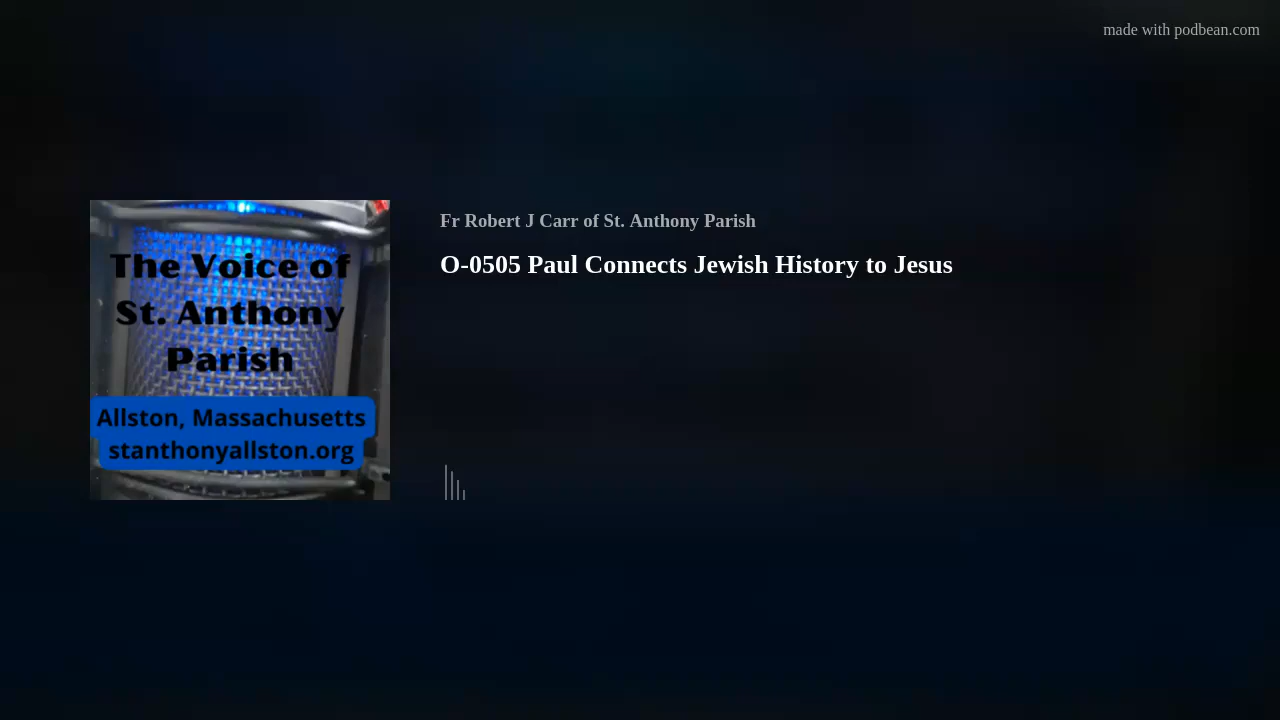 made with podbean.com
Fr Robert J Carr of St. Anthony Parish
O-0505 Paul Connects Jewish History to Jesus
The Voice of
St. Anthony
Parish
Allston, Massachusetts
stanthonyallston.org